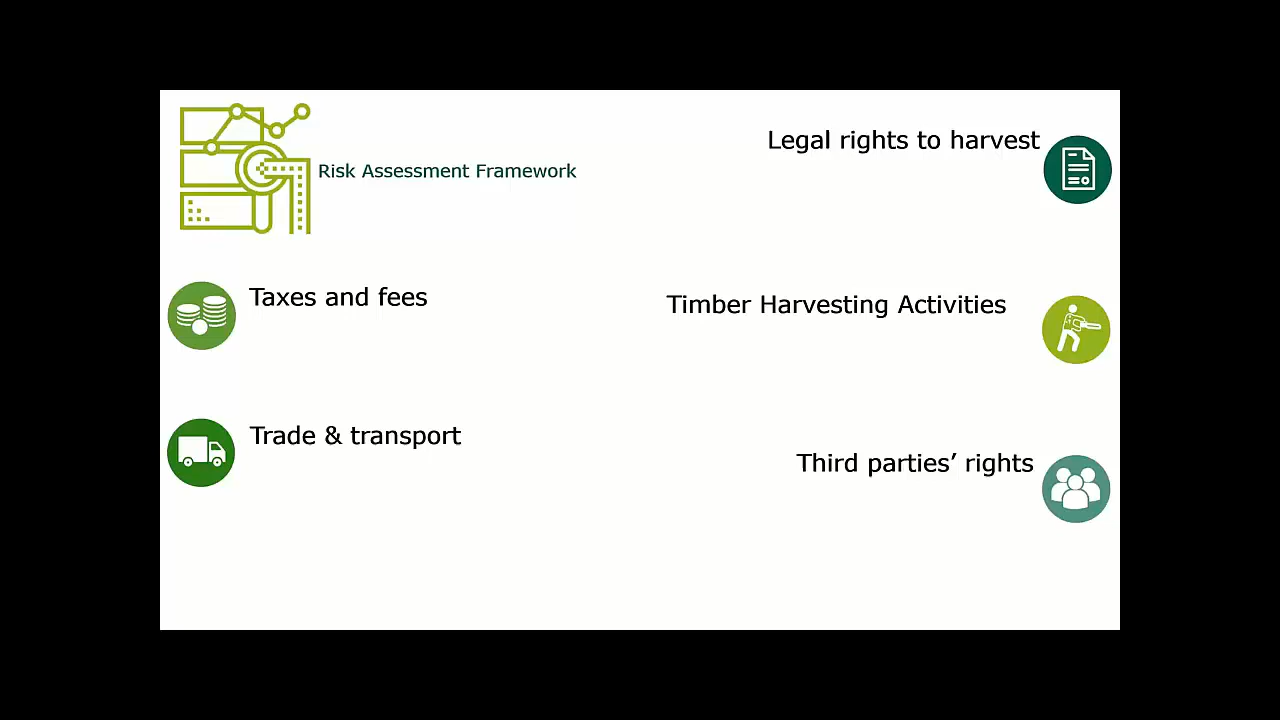 Legal rights to harvest
Risk Assessment Framework
Taxes and fees
Timber Harvesting Activities
Trade & transport
Third parties’ rights